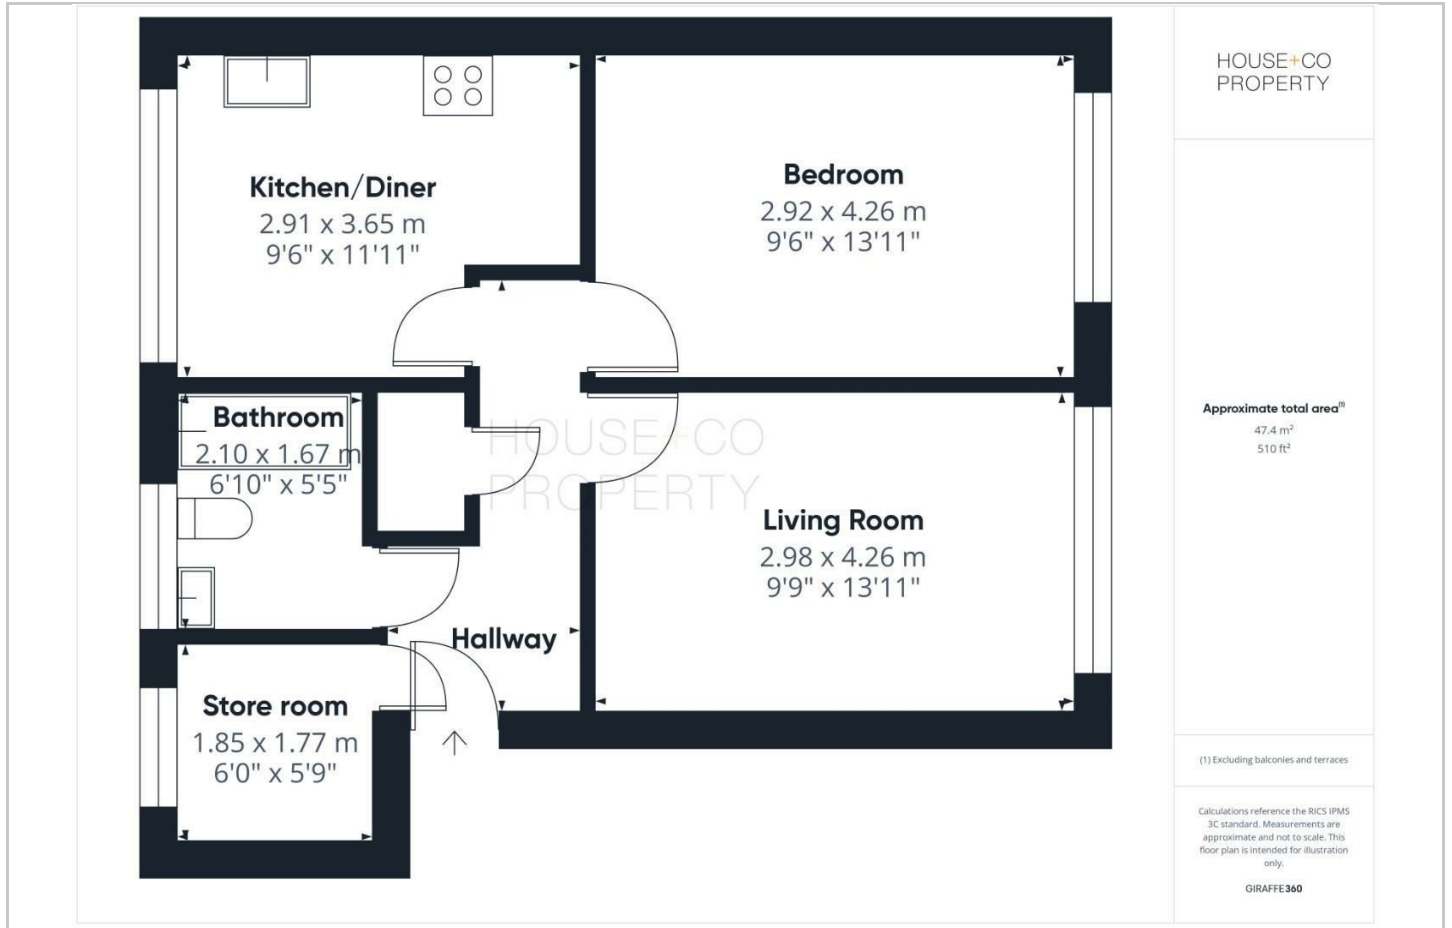 Kitchen/Diner
2.91 x 3.65 m
9'6" x 11'11"
Bedroom
2.92 x 4.26 m
9'6" x 13'11"
Bathroom
2.10 x 1.67 m
6'10" x 5'5"
HOUSE+CO
PROPERTY
Living Room
2.98 x 4.26 m
9'9" x 13'11"
Hallway
Store room
1.85 x 1.77 m
6'0" x 5'9"
HOUSE+CO
PROPERTY
Approximate total area(1)
47.4 m²
510 ft²
(1) Excluding balconies and terraces
Calculations reference the RICS IPMS
3C standard. Measurements are
approximate and not to scale. This
floor plan is intended for illustration
only.
GIRAFFE360